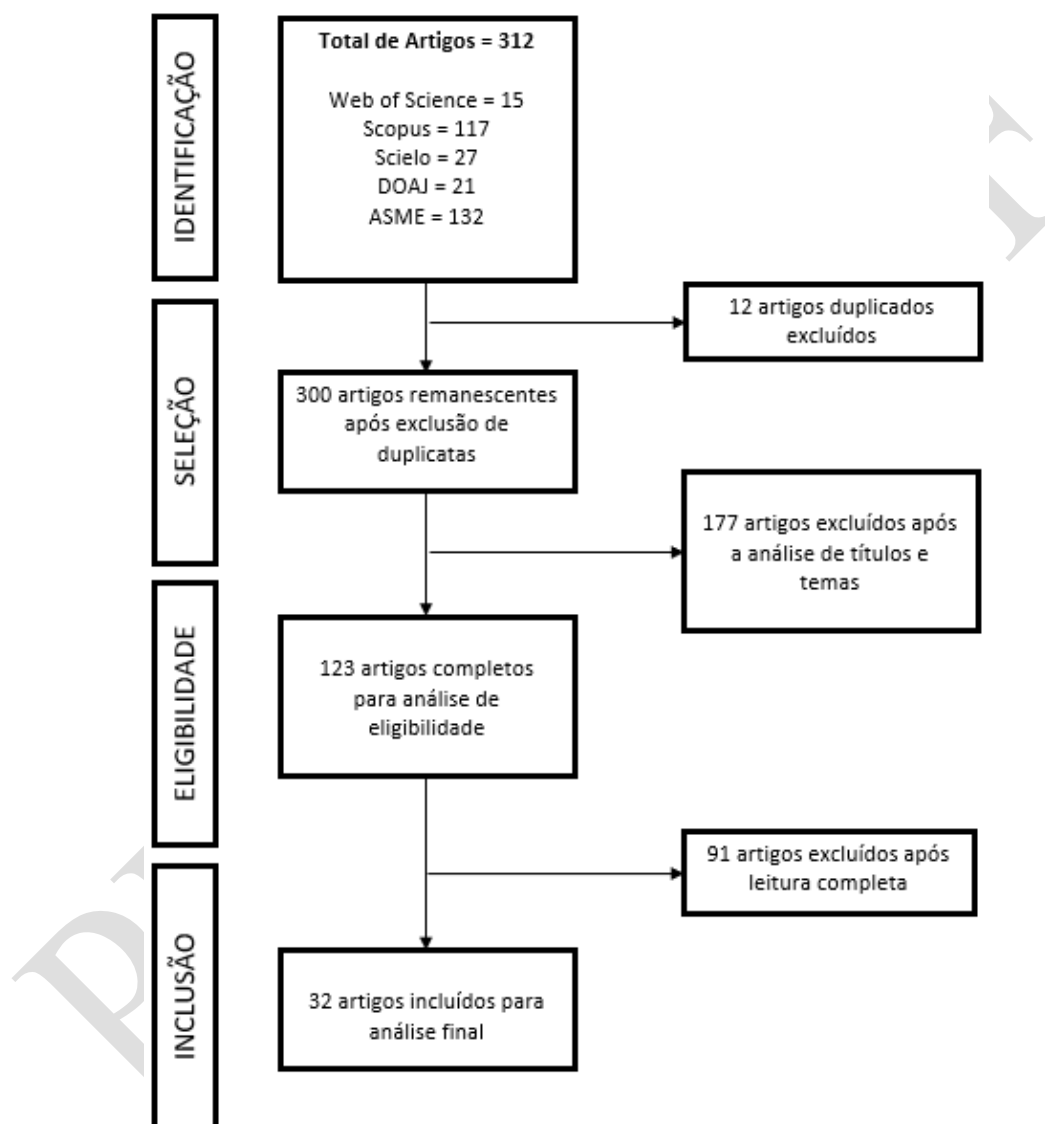 IDENTIFICAÇÃO
Total de Artigos = 312
Web of Science = 15
Scopus = 117
Scielo = 27
DOAJ = 21
ASME = 132
SELEÇÃO
12 artigos duplicados
excluídos
300 artigos remanescentes
após exclusão de
duplicatas
177 artigos excluídos após
a análise de títulos e
temas
ELIGIBILIDADE
123 artigos completos
para análise de
eligibilidade
91 artigos excluídos após
leitura completa
INCLUSÃO
32 artigos incluídos para
análise final